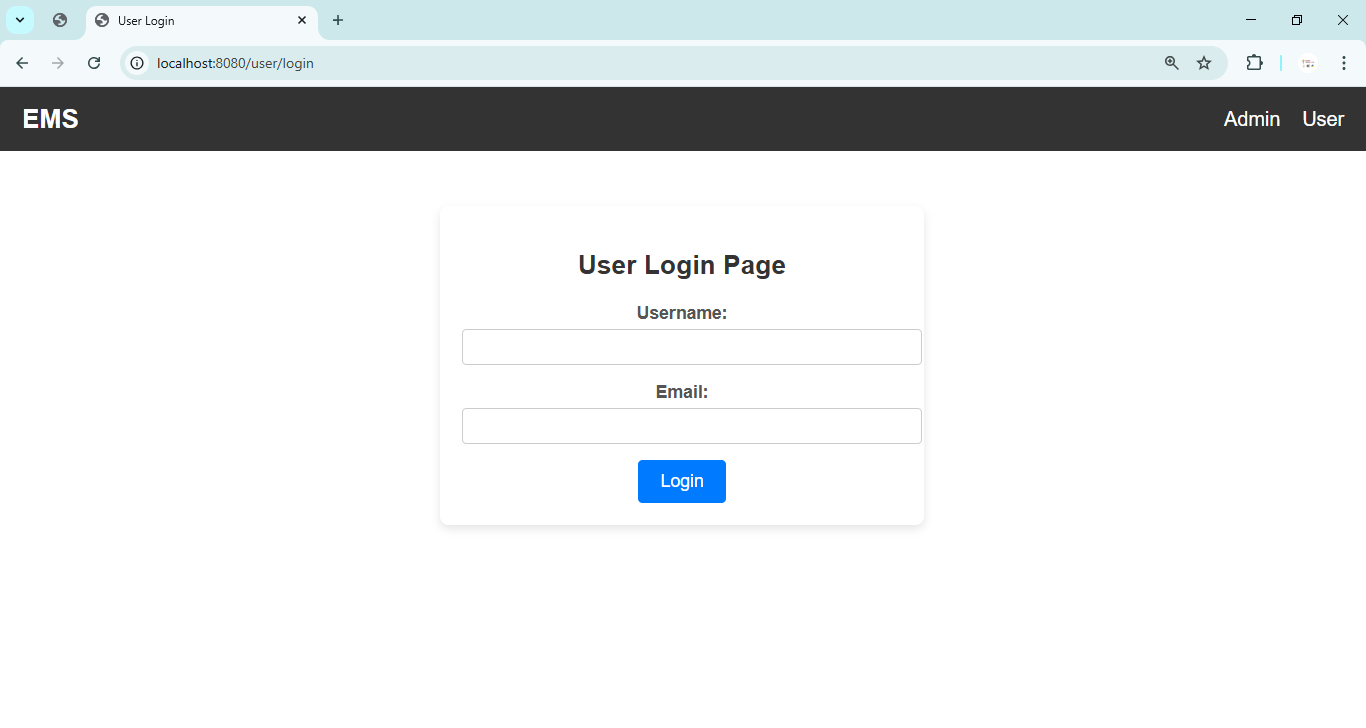 User Login
localhost:8080/user/login
EMS
Admin User
User Login Page
Username:
Email:
Login